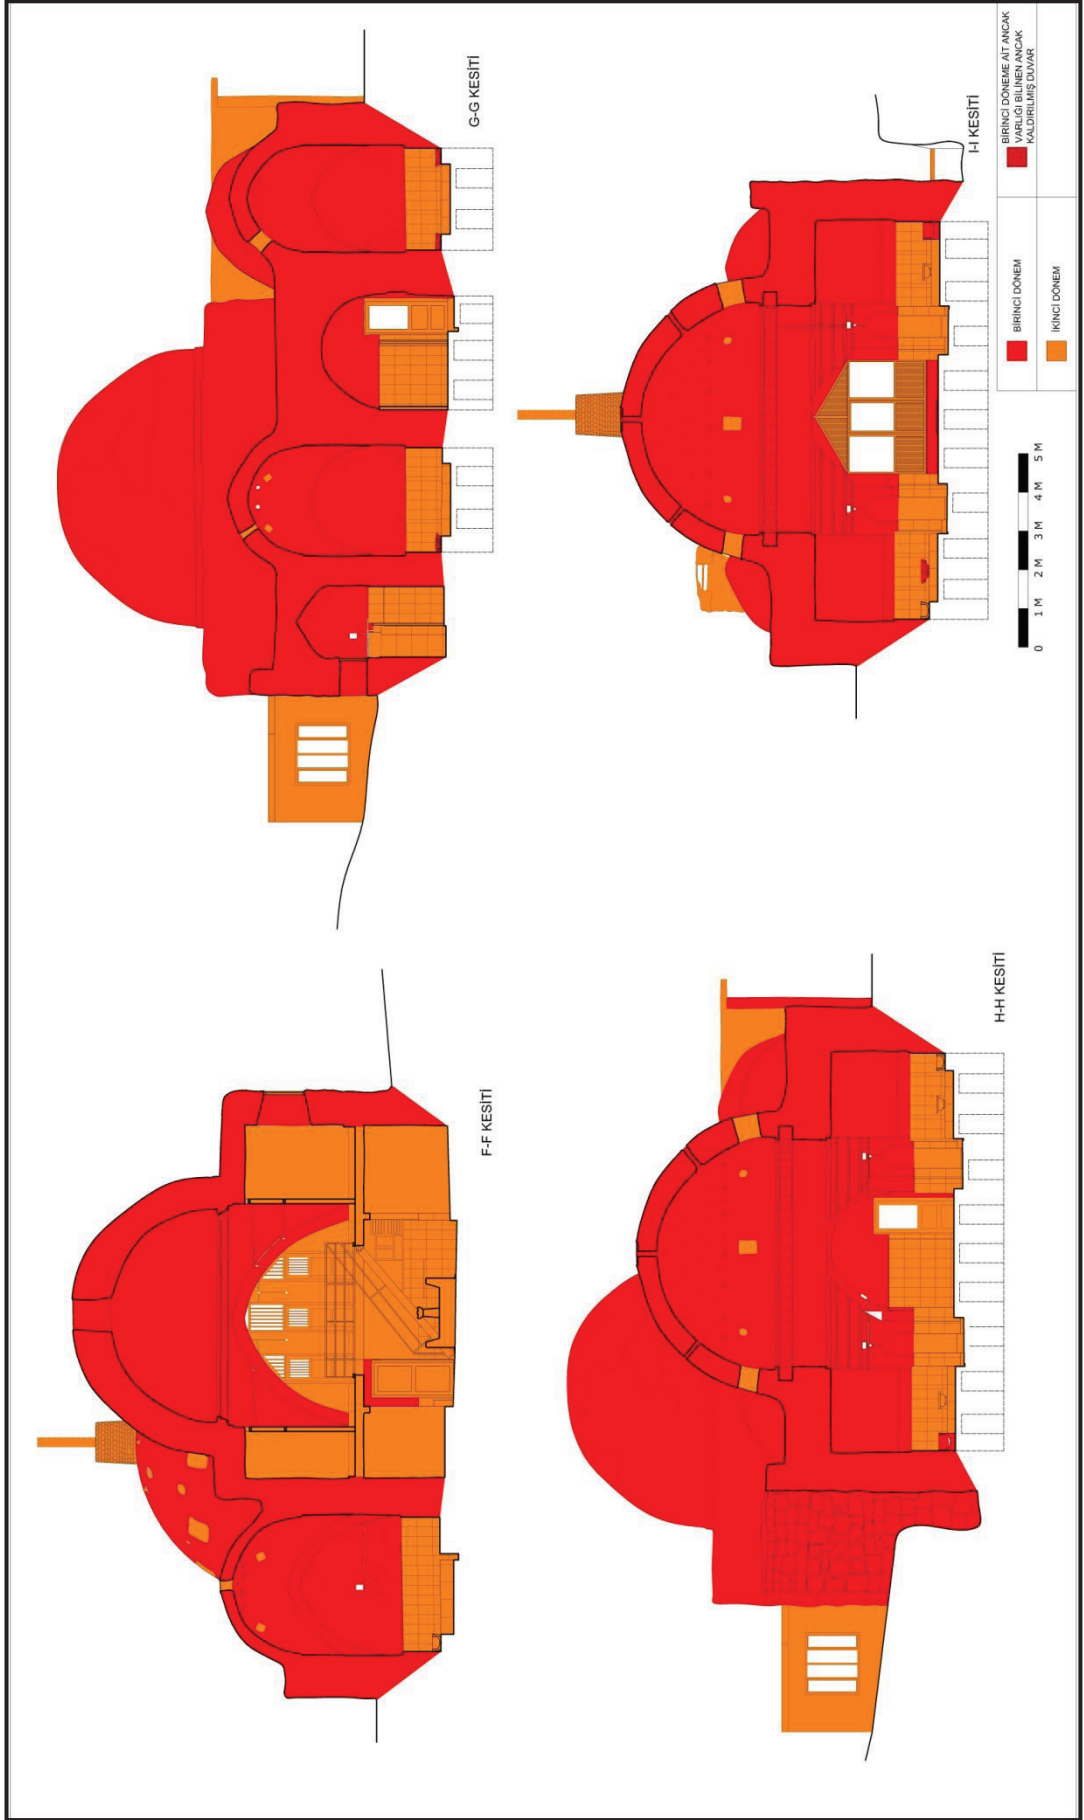 F-F KESİTİ
G-G KESİTİ
H-H KESİTİ
I-I KESİTİ
0 1 M 2 M 3 M 4 M 5 M
BİRİNCİ DÖNEM
İKİNCİ DÖNEM
BİRİNCİ DÖNEME AİT ANCAK
VARLIĞI BİLİNEN ANCAK
KALDIRILMIŞ DUVAR